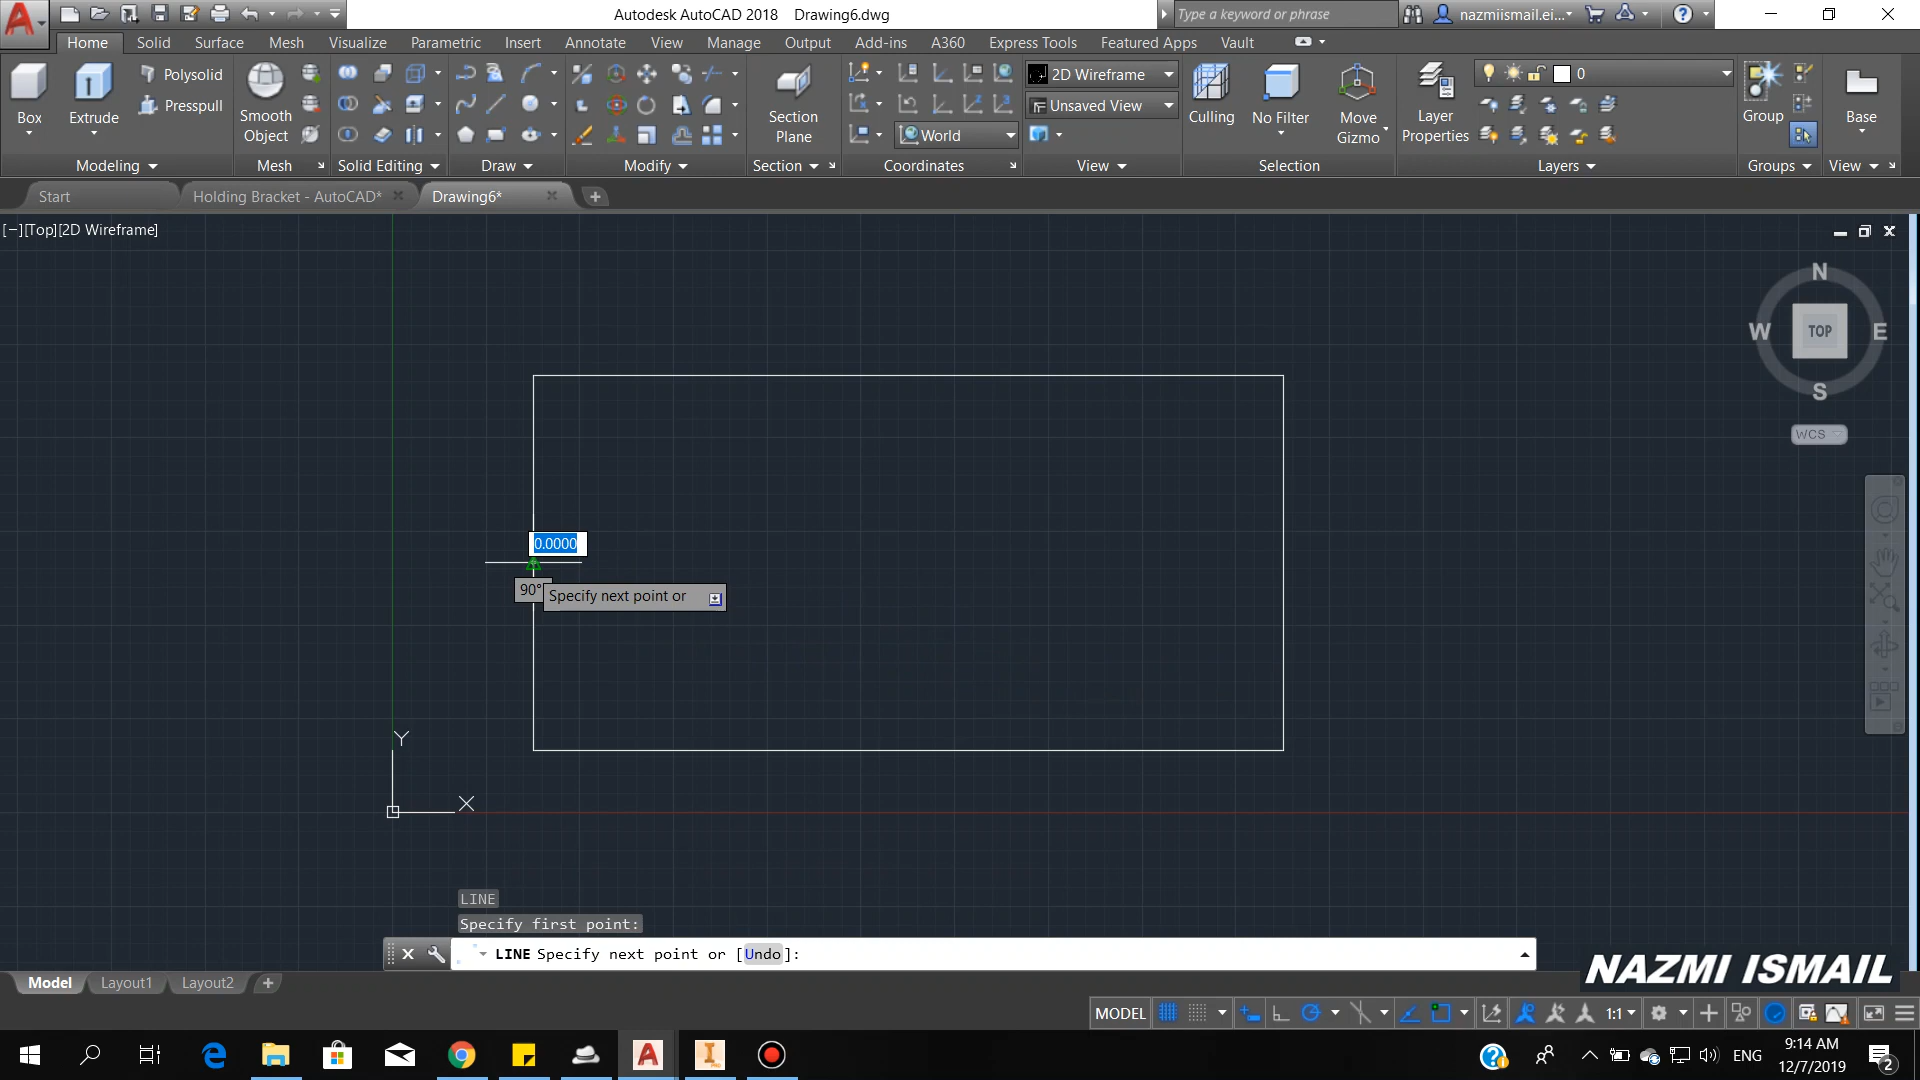 Autodesk AutoCAD 2018 Drawing6.dwg
Type a keyword or phrase
nazmiismail.ei...
Home Solid Surface Mesh Visualize Parametric Insert Annotate View Manage Output Add-ins A360 Express Tools Featured Apps Vault
Polysolid
Presspull
Box
Extrude
Smooth
Object
Section
Plane
World
2D Wireframe
Unsaved View
Culling
No Filter
Move
Gizmo
Layer
Properties
0
Group
Base
Modeling Mesh Solid Editing Draw Modify Section Coordinates View Selection Layers Groups View
Start Holding Bracket - AutoCAD* Drawing6*
[−][Top][2D Wireframe]
N
W TOP E
S
WCS
0.0000
90°
Specify next point or
Y
X
LINE
Specify first point:
LINE Specify next point or [Undo]:
NAZMI ISMAIL
Model Layout1 Layout2
MODEL
1:1
ENG
9:14 AM
12/7/2019
2